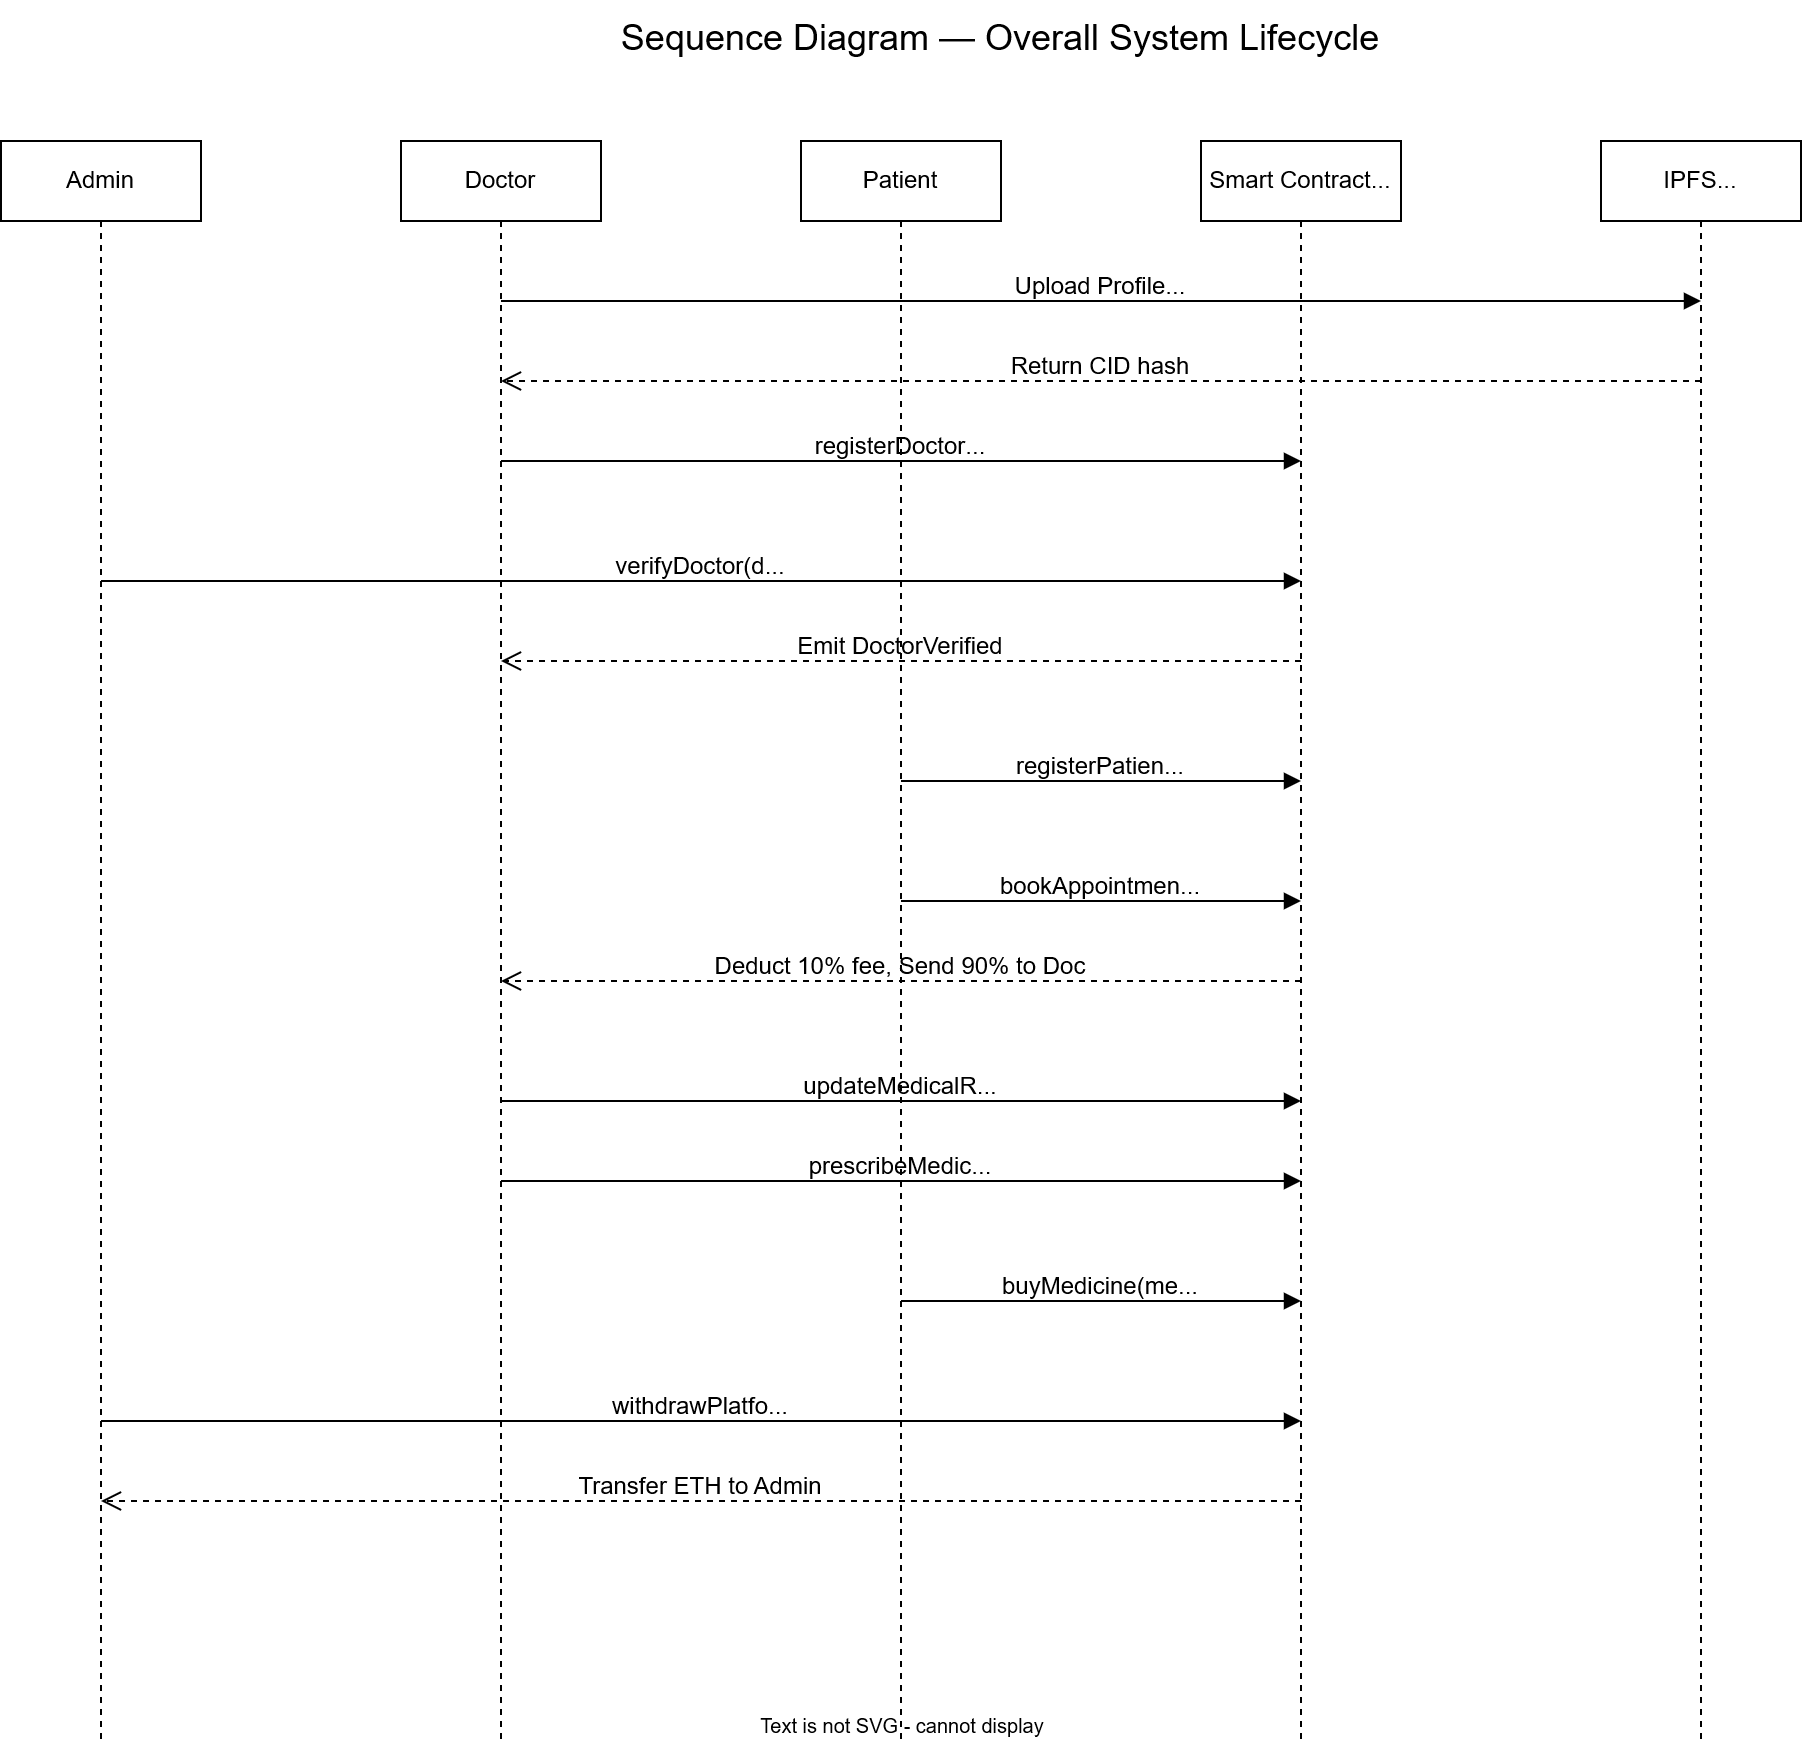 Sequence Diagram — Overall System Lifecycle
Admin
Doctor
Patient
Smart Contract...
IPFS...
Upload Profile...
Return CID hash
registerDoctor...
verifyDoctor(d...
Emit DoctorVerified
registerPatien...
bookAppointmen...
Deduct 10% fee, Send 90% to Doc
updateMedicalR...
prescribeMedic...
buyMedicine(me...
withdrawPlatfo...
Transfer ETH to Admin
Text is not SVG - cannot display